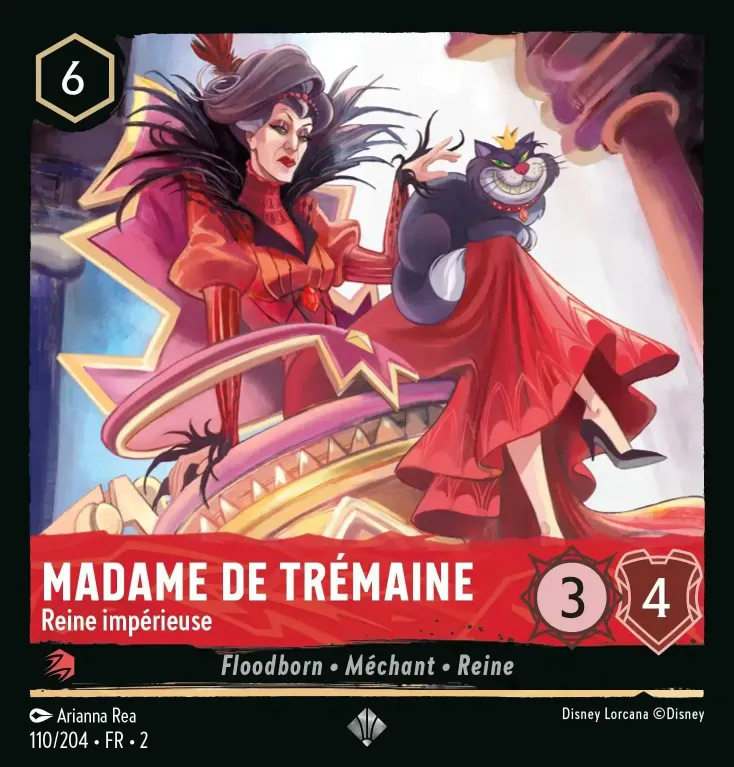 6
MADAME DE TRÉMAINE
Reine impérieuse
3
4
Floodborn • Méchant • Reine
Arianna Rea
Disney Lorcana ©Disney
110/204 • FR • 2